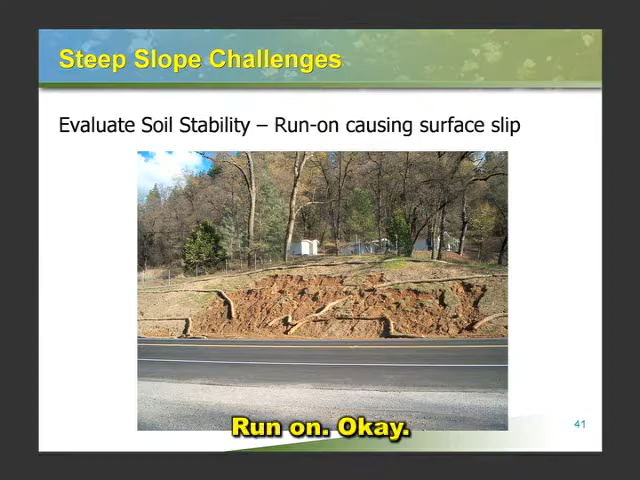 Steep Slope Challenges
Evaluate Soil Stability – Run-on causing surface slip
Run on. Okay.
41